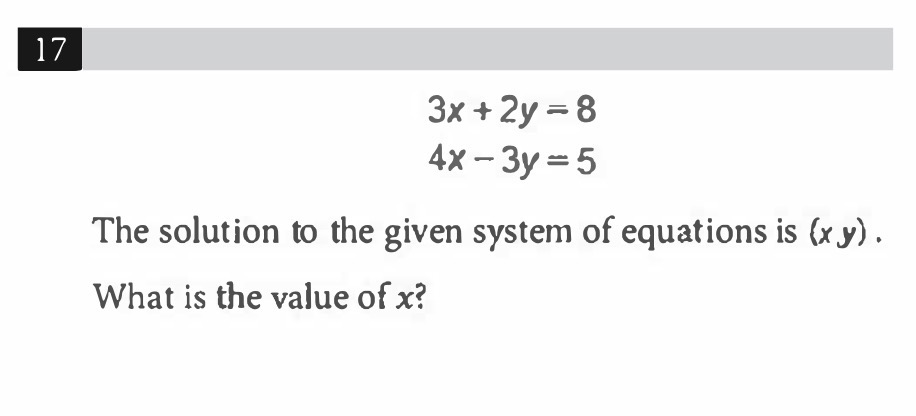 17
3x + 2y = 8
4x − 3y = 5
The solution to the given system of equations is (x y).
What is the value of x?